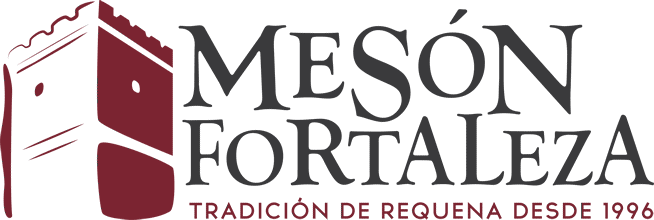 MESÓN
FORTALEZA
TRADICIÓN DE REQUENA DESDE 1996